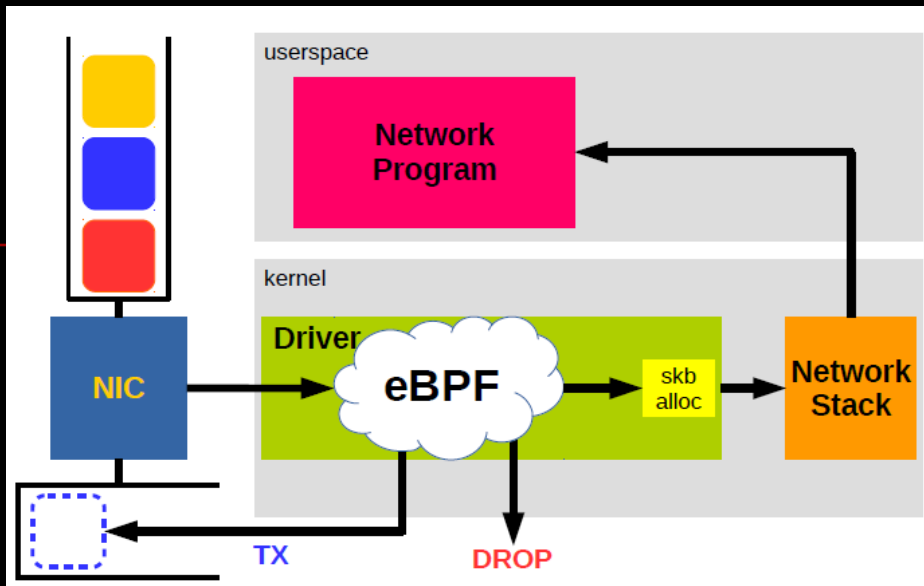 userspace
Network
Program
kernel
Driver
NIC
eBPF
skb
alloc
Network
Stack
TX
DROP